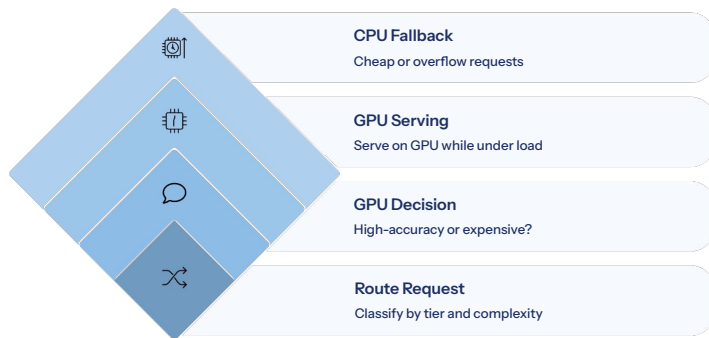 CPU Fallback
Cheap or overflow requests
GPU Serving
Serve on GPU while under load
GPU Decision
High-accuracy or expensive?
Route Request
Classify by tier and complexity